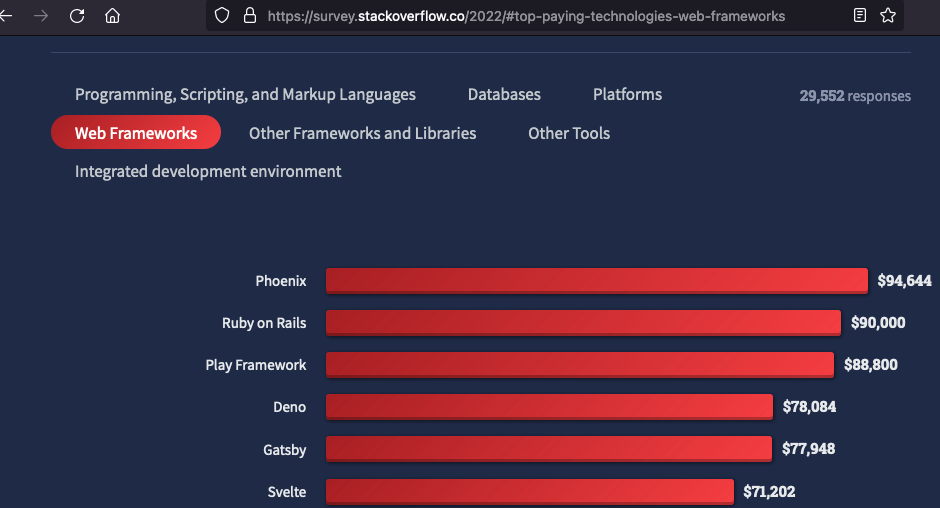 https://survey.stackoverflow.co/2022/#top-paying-technologies-web-frameworks
Programming, Scripting, and Markup Languages Databases Platforms 29,552 responses
Web Frameworks Other Frameworks and Libraries Other Tools
Integrated development environment
Phoenix $94,644
Ruby on Rails $90,000
Play Framework $88,800
Deno $78,084
Gatsby $77,948
Svelte $71,202